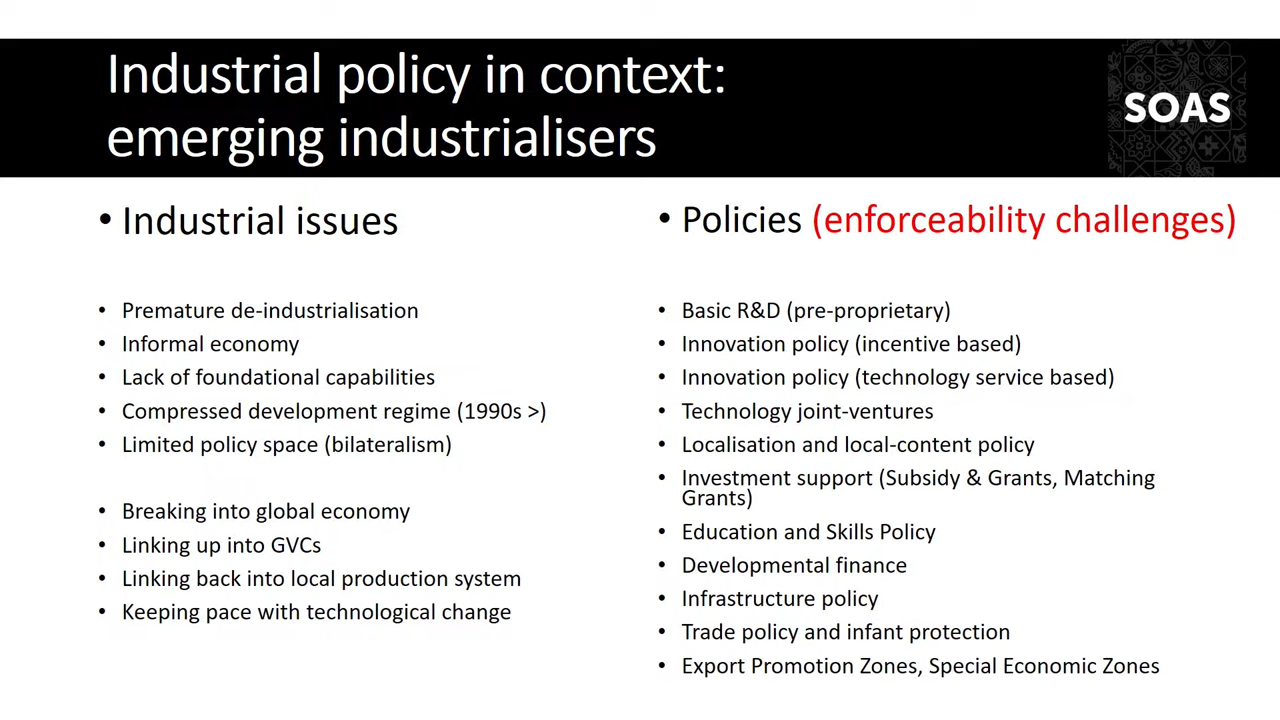 Industrial policy in context:
emerging industrialisers
SOAS
• Industrial issues
• Premature de-industrialisation
• Informal economy
• Lack of foundational capabilities
• Compressed development regime (1990s >)
• Limited policy space (bilateralism)
• Breaking into global economy
• Linking up into GVCs
• Linking back into local production system
• Keeping pace with technological change
• Policies (enforceability challenges)
• Basic R&D (pre-proprietary)
• Innovation policy (incentive based)
• Innovation policy (technology service based)
• Technology joint-ventures
• Localisation and local-content policy
• Investment support (Subsidy & Grants, Matching
Grants)
• Education and Skills Policy
• Developmental finance
• Infrastructure policy
• Trade policy and infant protection
• Export Promotion Zones, Special Economic Zones